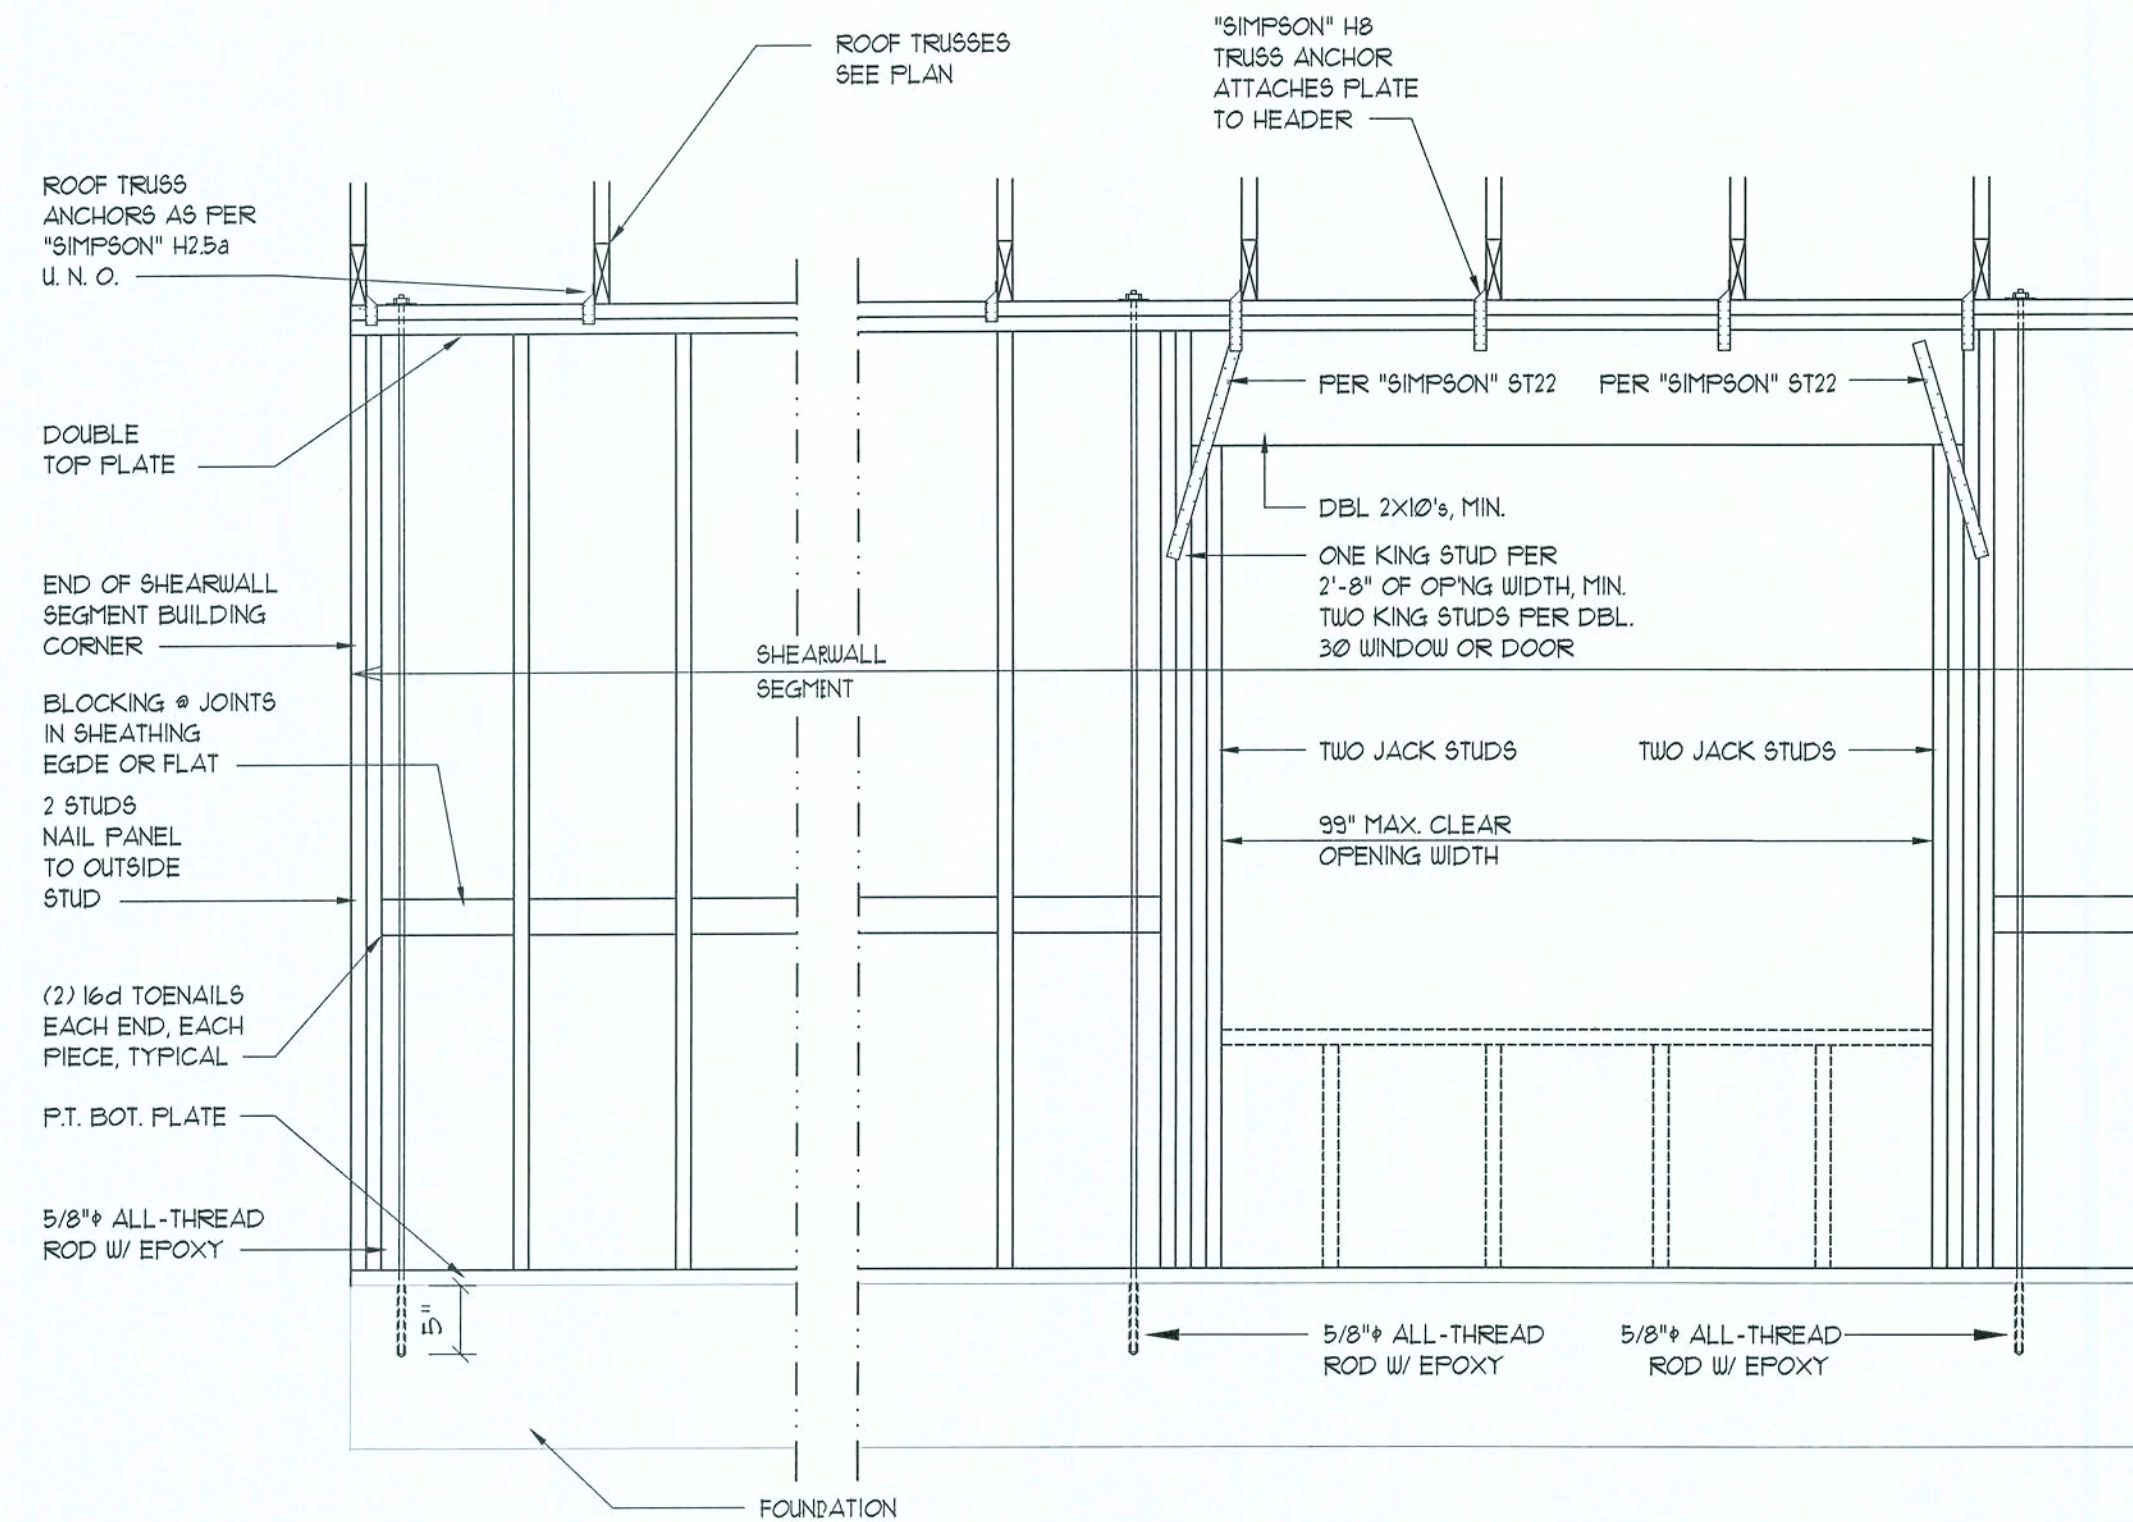 ROOF TRUSSES
SEE PLAN
"SIMPSON" H8
TRUSS ANCHOR
ATTACHES PLATE
TO HEADER
ROOF TRUSS
ANCHORS AS PER
"SIMPSON" H2.5a
U. N. O.
PER "SIMPSON" ST22
PER "SIMPSON" ST22
DOUBLE
TOP PLATE
DBL 2X10's, MIN.
ONE KING STUD PER
2'-8" OF OP'NG WIDTH, MIN.
TWO KING STUDS PER DBL.
30 WINDOW OR DOOR
END OF SHEARWALL
SEGMENT BUILDING
CORNER
SHEARWALL
SEGMENT
BLOCKING @ JOINTS
IN SHEATHING
EGDE OR FLAT
TWO JACK STUDS
TWO JACK STUDS
2 STUDS
NAIL PANEL
TO OUTSIDE
STUD
99" MAX. CLEAR
OPENING WIDTH
(2) 16d TOENAILS
EACH END, EACH
PIECE, TYPICAL
P.T. BOT. PLATE
5/8"φ ALL-THREAD
ROD W/ EPOXY
5"
5/8"φ ALL-THREAD
ROD W/ EPOXY
5/8"φ ALL-THREAD
ROD W/ EPOXY
FOUNDATION